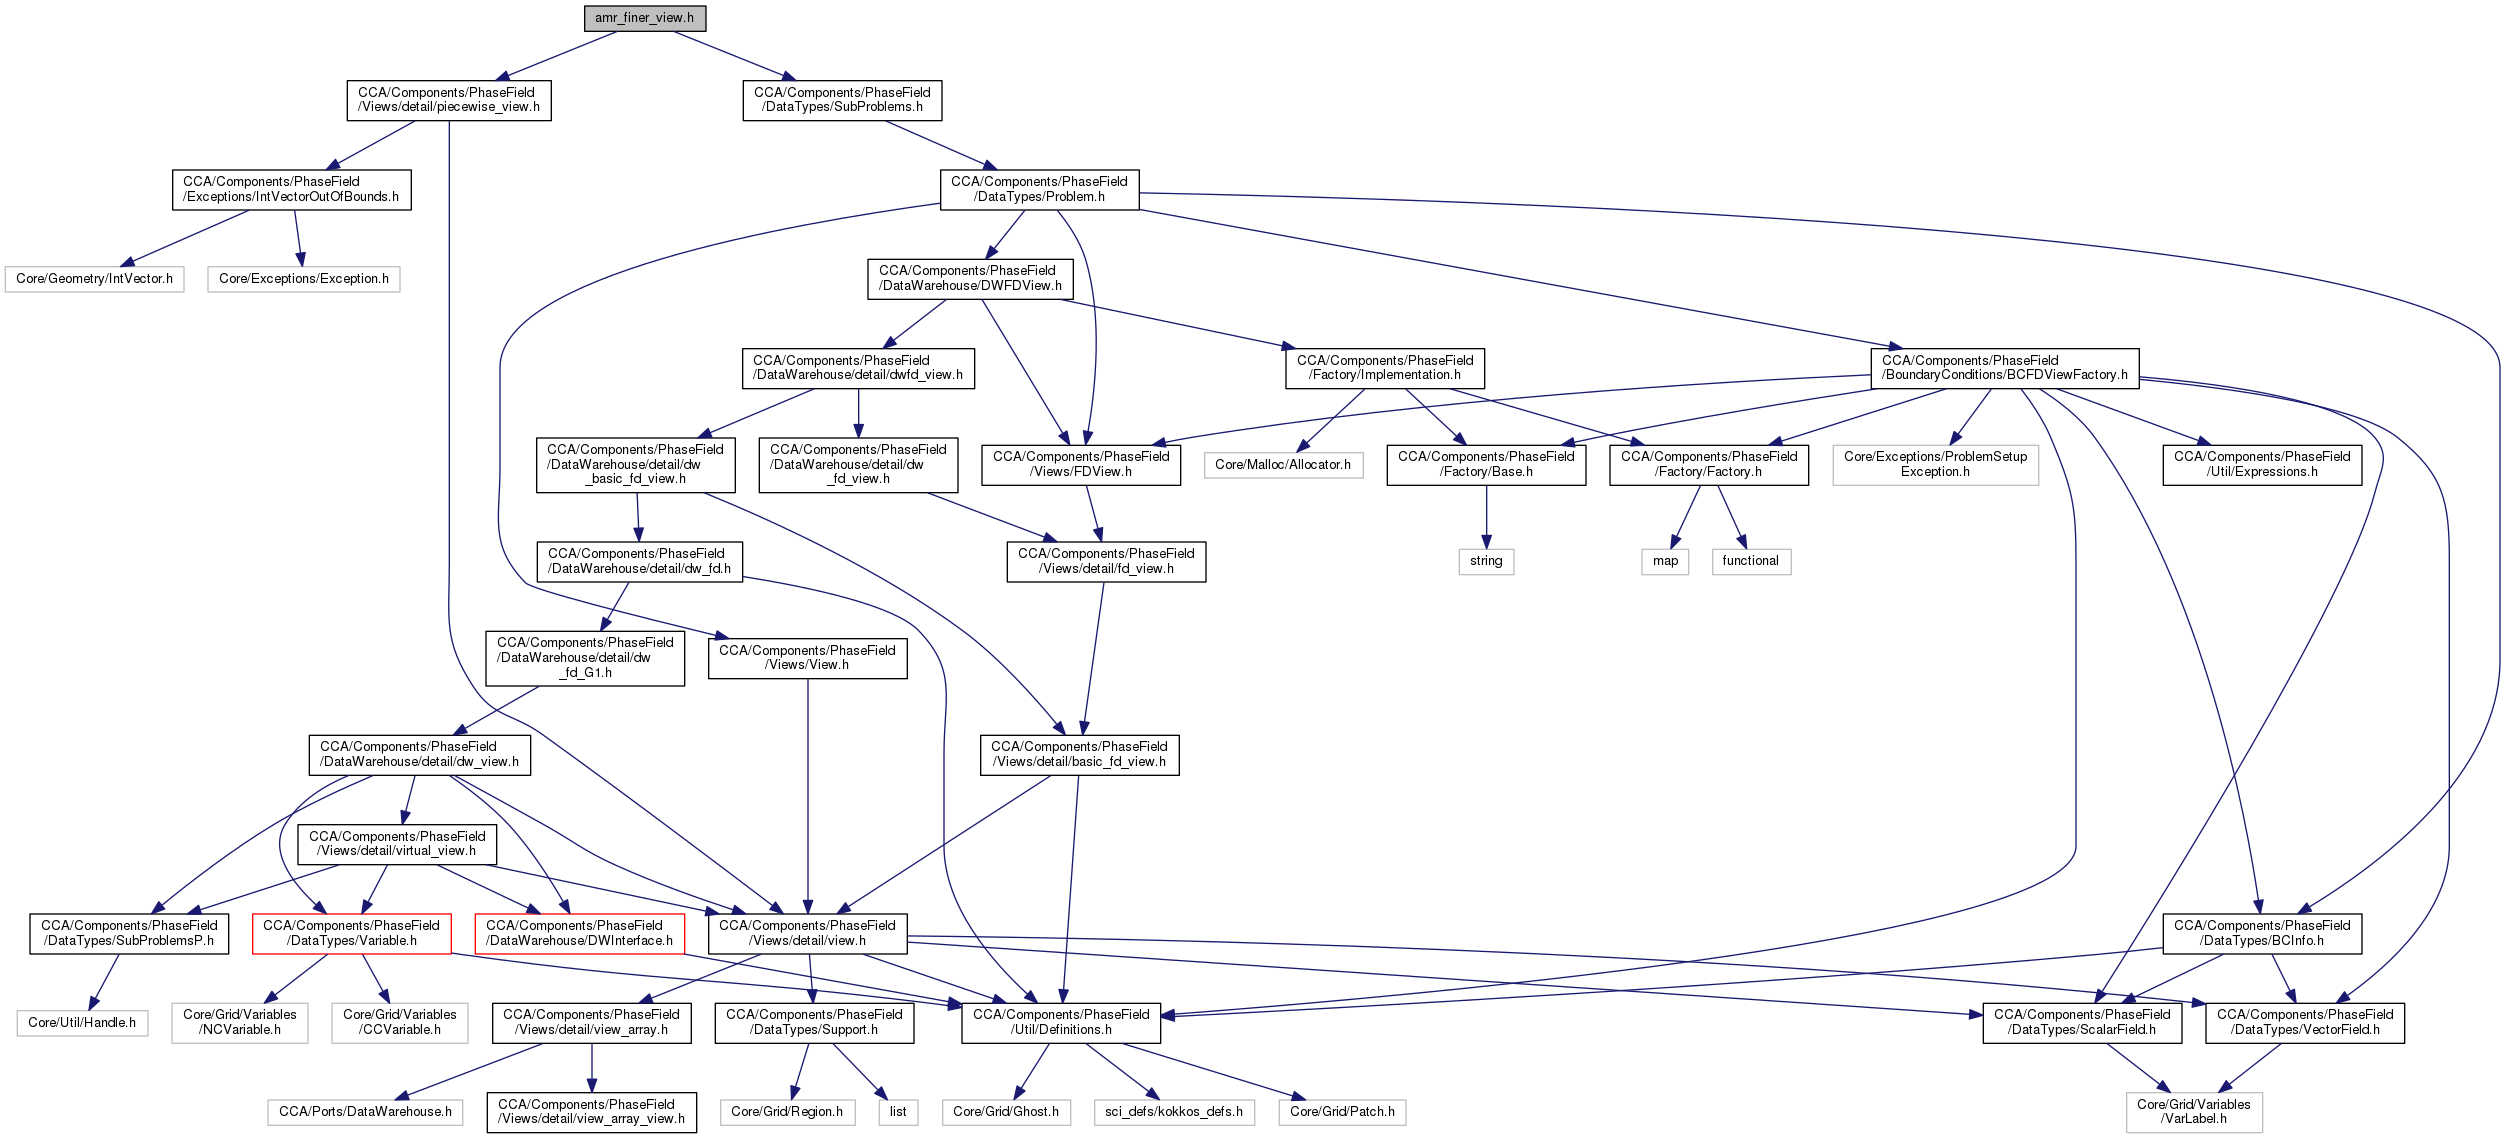 amr_finer_view.h
CCA/Components/PhaseField
/Views/detail/piecewise_view.h
CCA/Components/PhaseField
/DataTypes/SubProblems.h
CCA/Components/PhaseField
/Exceptions/IntVectorOutOfBounds.h
CCA/Components/PhaseField
/DataTypes/Problem.h
Core/Geometry/IntVector.h
Core/Exceptions/Exception.h
CCA/Components/PhaseField
/DataWarehouse/DWFDView.h
CCA/Components/PhaseField
/DataWarehouse/detail/dwfd_view.h
CCA/Components/PhaseField
/Factory/Implementation.h
CCA/Components/PhaseField
/BoundaryConditions/BCFDViewFactory.h
CCA/Components/PhaseField
/DataWarehouse/detail/dw
_basic_fd_view.h
CCA/Components/PhaseField
/DataWarehouse/detail/dw
_fd_view.h
CCA/Components/PhaseField
/Views/FDView.h
Core/Malloc/Allocator.h
CCA/Components/PhaseField
/Factory/Base.h
CCA/Components/PhaseField
/Factory/Factory.h
Core/Exceptions/ProblemSetup
Exception.h
CCA/Components/PhaseField
/Util/Expressions.h
CCA/Components/PhaseField
/DataWarehouse/detail/dw_fd.h
CCA/Components/PhaseField
/Views/detail/fd_view.h
string
map
functional
CCA/Components/PhaseField
/DataWarehouse/detail/dw
_fd_G1.h
CCA/Components/PhaseField
/Views/View.h
CCA/Components/PhaseField
/DataWarehouse/detail/dw_view.h
CCA/Components/PhaseField
/Views/detail/basic_fd_view.h
CCA/Components/PhaseField
/Views/detail/virtual_view.h
CCA/Components/PhaseField
/DataTypes/SubProblemsP.h
CCA/Components/PhaseField
/DataTypes/Variable.h
CCA/Components/PhaseField
/DataWarehouse/DWInterface.h
CCA/Components/PhaseField
/Views/detail/view.h
CCA/Components/PhaseField
/DataTypes/BCInfo.h
Core/Util/Handle.h
Core/Grid/Variables
/NCVariable.h
Core/Grid/Variables
/CCVariable.h
CCA/Components/PhaseField
/Views/detail/view_array.h
CCA/Components/PhaseField
/DataTypes/Support.h
CCA/Components/PhaseField
/Util/Definitions.h
CCA/Components/PhaseField
/DataTypes/ScalarField.h
CCA/Components/PhaseField
/DataTypes/VectorField.h
CCA/Ports/DataWarehouse.h
CCA/Components/PhaseField
/Views/detail/view_array_view.h
Core/Grid/Region.h
list
Core/Grid/Ghost.h
sci_defs/kokkos_defs.h
Core/Grid/Patch.h
Core/Grid/Variables
/VarLabel.h